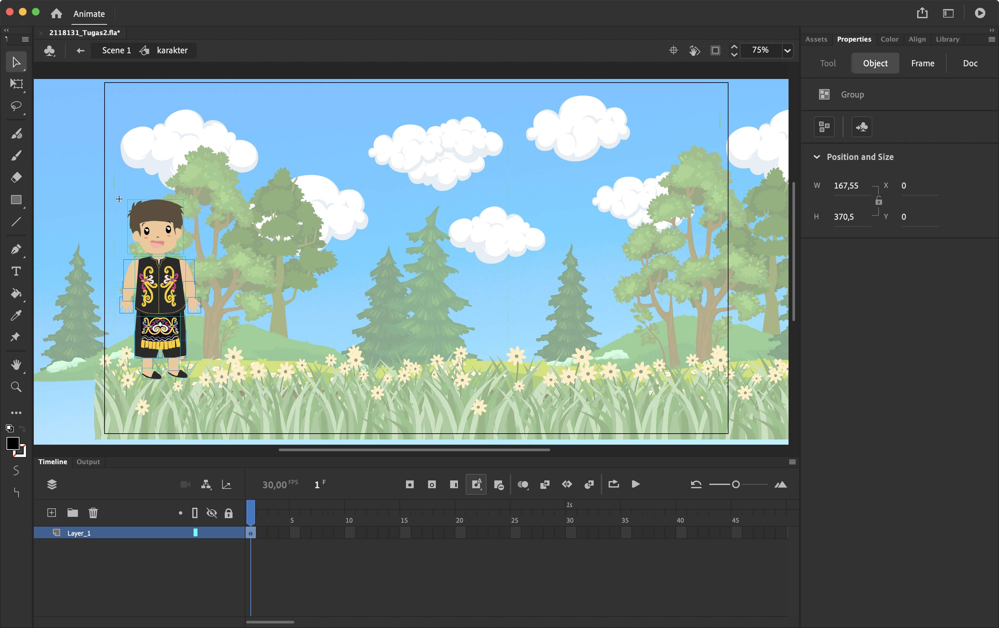 Animate
2118131_Tugas2.fla*
Scene 1 karakter
75%
Assets Properties Color Align Library
Tool Object Frame Doc
Group
Position and Size
W 167,55 X 0
H 370,5 Y 0
Timeline Output
30,00 FPS 1 F
1s
5 10 15 20 25 30 35 40 45
Layer_1